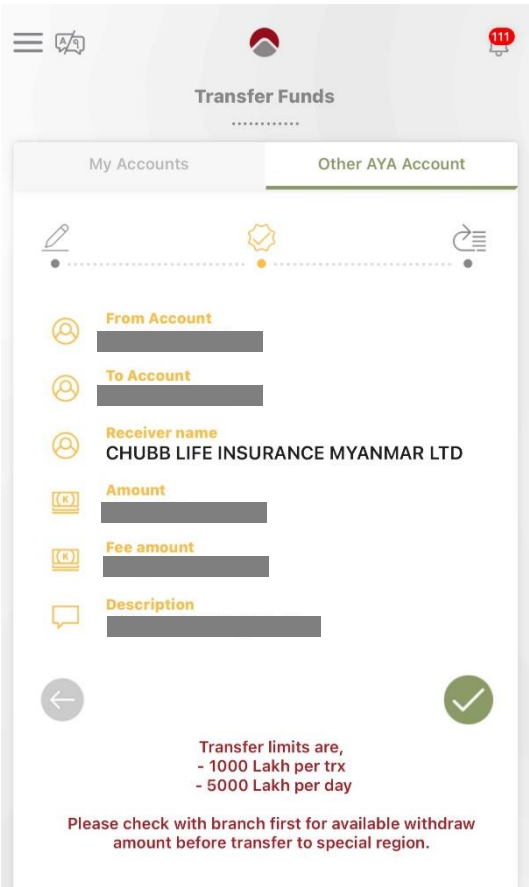 111
Transfer Funds
My Accounts
Other AYA Account
From Account
To Account
Receiver name
CHUBB LIFE INSURANCE MYANMAR LTD
Amount
Fee amount
Description
Transfer limits are,
- 1000 Lakh per trx
- 5000 Lakh per day
Please check with branch first for available withdraw
amount before transfer to special region.